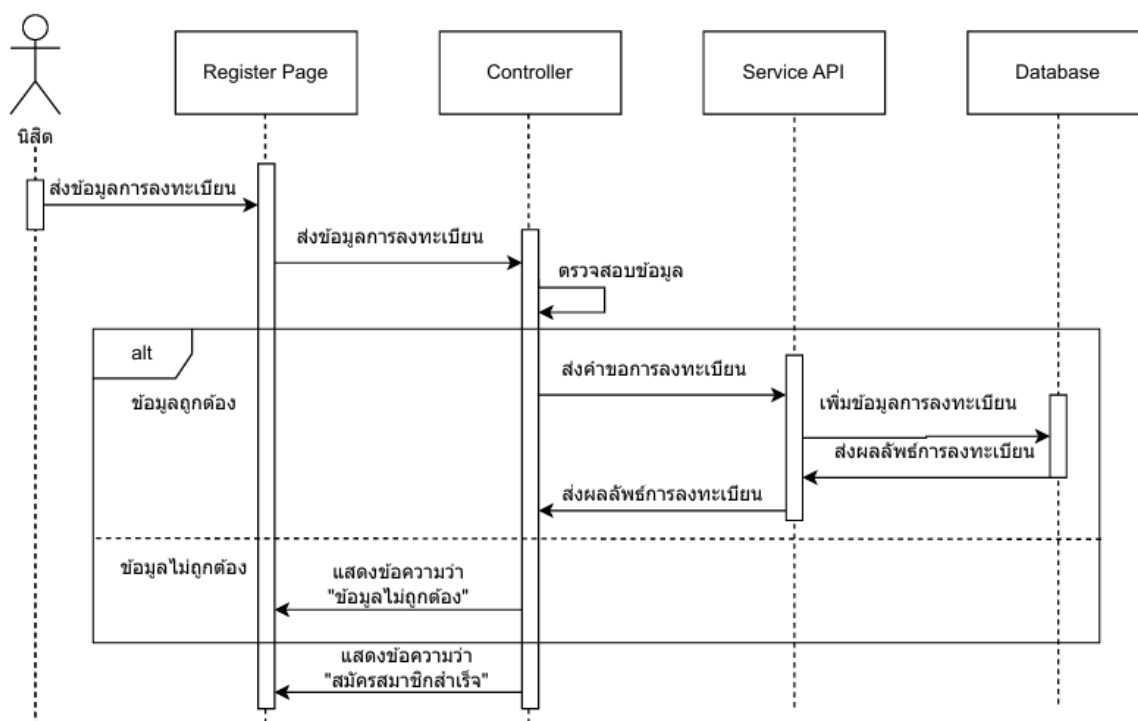 Register Page
Controller
Service API
Database
นิสิต
ส่งข้อมูลการลงทะเบียน
ส่งข้อมูลการลงทะเบียน
ตรวจสอบข้อมูล
alt
ส่งคำขอการลงทะเบียน
ข้อมูลถูกต้อง
เพิ่มข้อมูลการลงทะเบียน
ส่งผลลัพธ์การลงทะเบียน
ส่งผลลัพธ์การลงทะเบียน
ข้อมูลไม่ถูกต้อง
แสดงข้อความว่า
"ข้อมูลไม่ถูกต้อง"
แสดงข้อความว่า
"สมัครสมาชิกสำเร็จ"